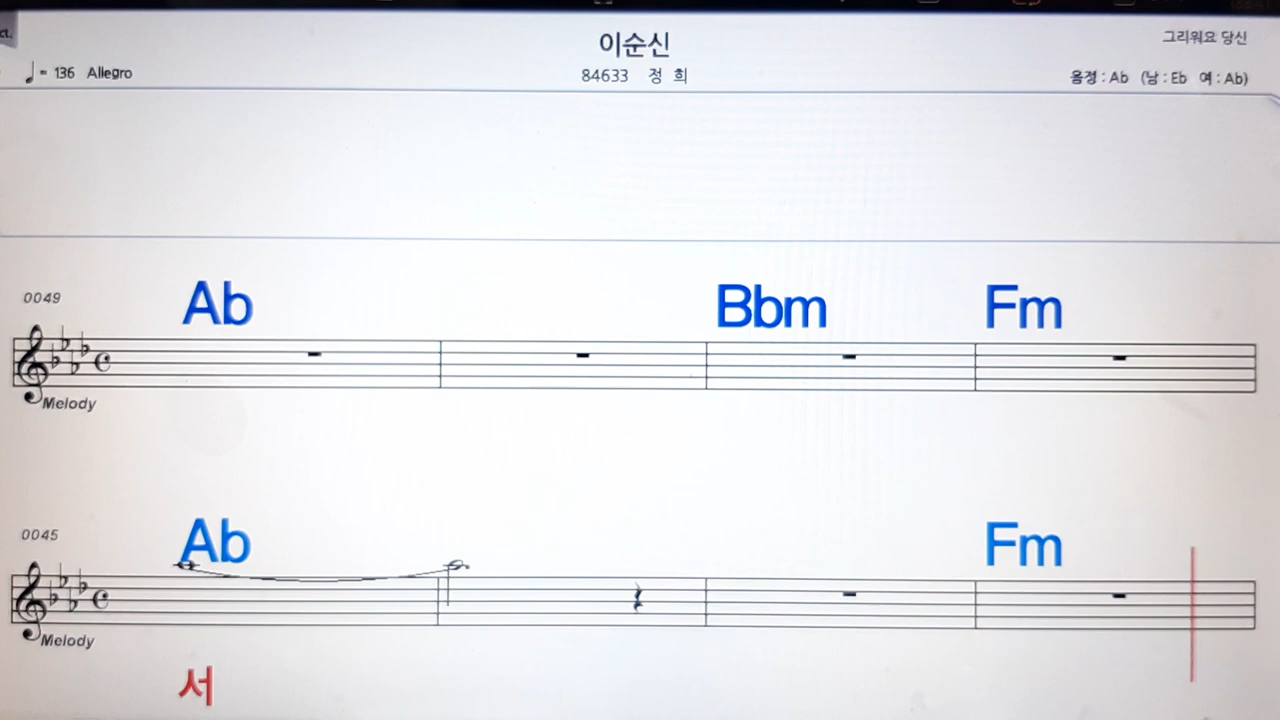 ct.
이순신
그리워요 당신
= 136 Allegro
84633 정 희
음정 : Ab (남 : Eb 여 : Ab)
0049
Ab Bbm Fm
Melody
0045
Ab Fm
Melody
서